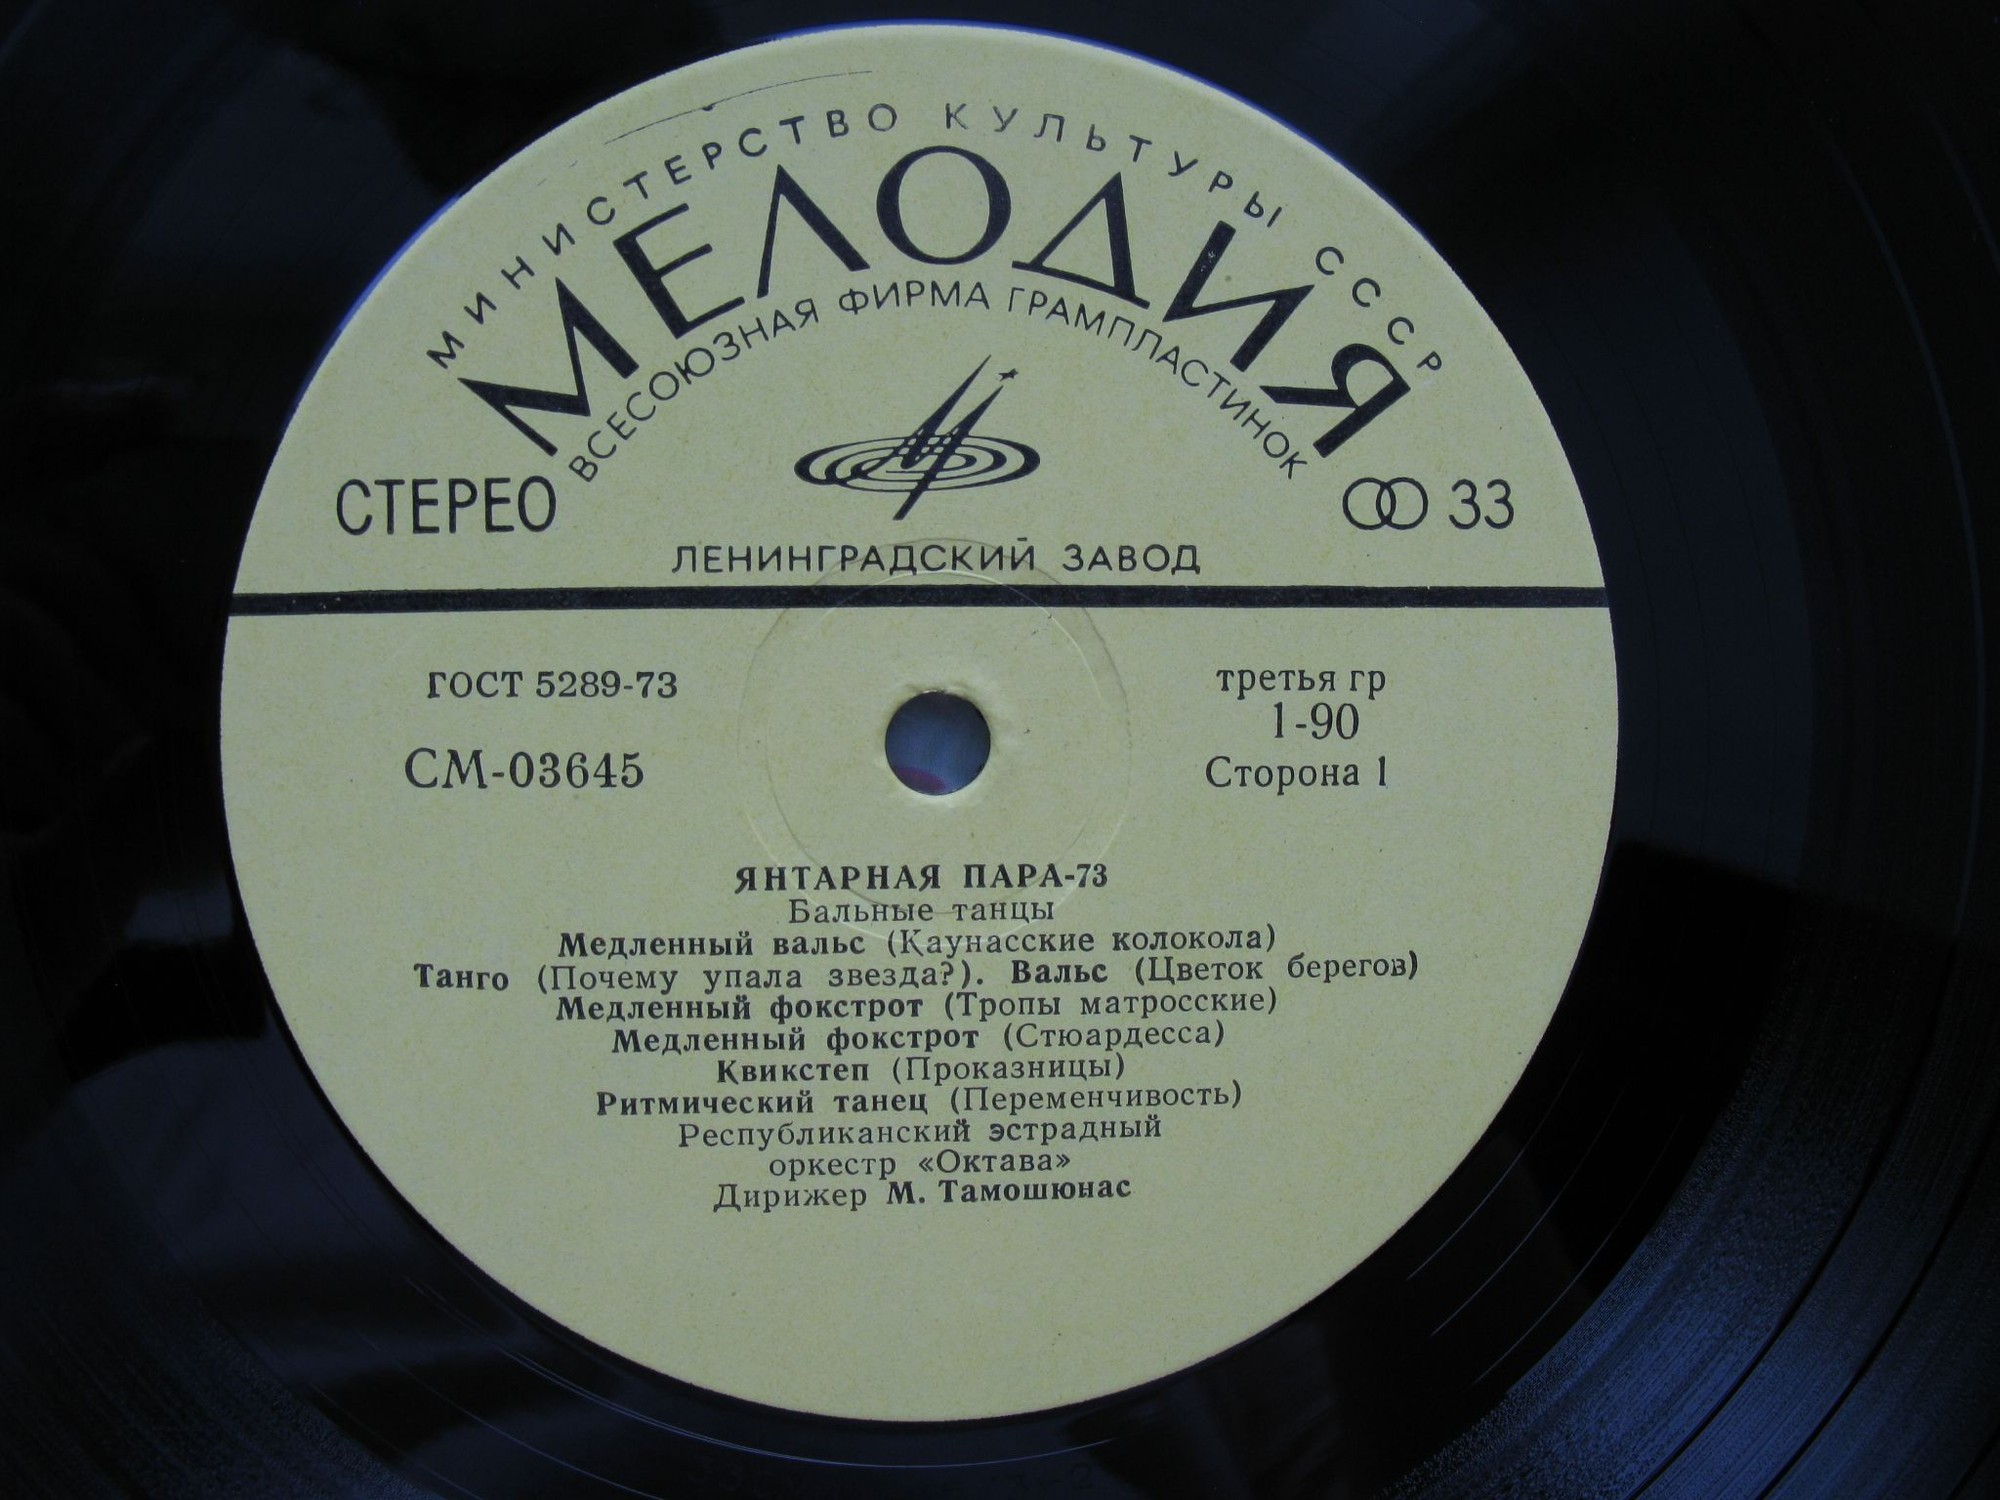 МИНИСТЕРСТВО КУЛЬТУРЫ СССР
МЕЛОДИЯ
ВСЕСОЮЗНАЯ ФИРМА ГРАМПЛАСТИНОК
СТЕРЕО
33
ЛЕНИНГРАДСКИЙ ЗАВОД
ГОСТ 5289-73
третья гр
1-90
СМ-03645
Сторона 1
ЯНТАРНАЯ ПАРА-73
Бальные танцы
Медленный вальс (Каунасские колокола)
Танго (Почему упала звезда?). Вальс (Цветок берегов)
Медленный фокстрот (Тропы матросские)
Медленный фокстрот (Стюардесса)
Квикстеп (Проказницы)
Ритмический танец (Переменчивость)
Республиканский эстрадный
оркестр «Октава»
Дирижер М. Тамошюнас